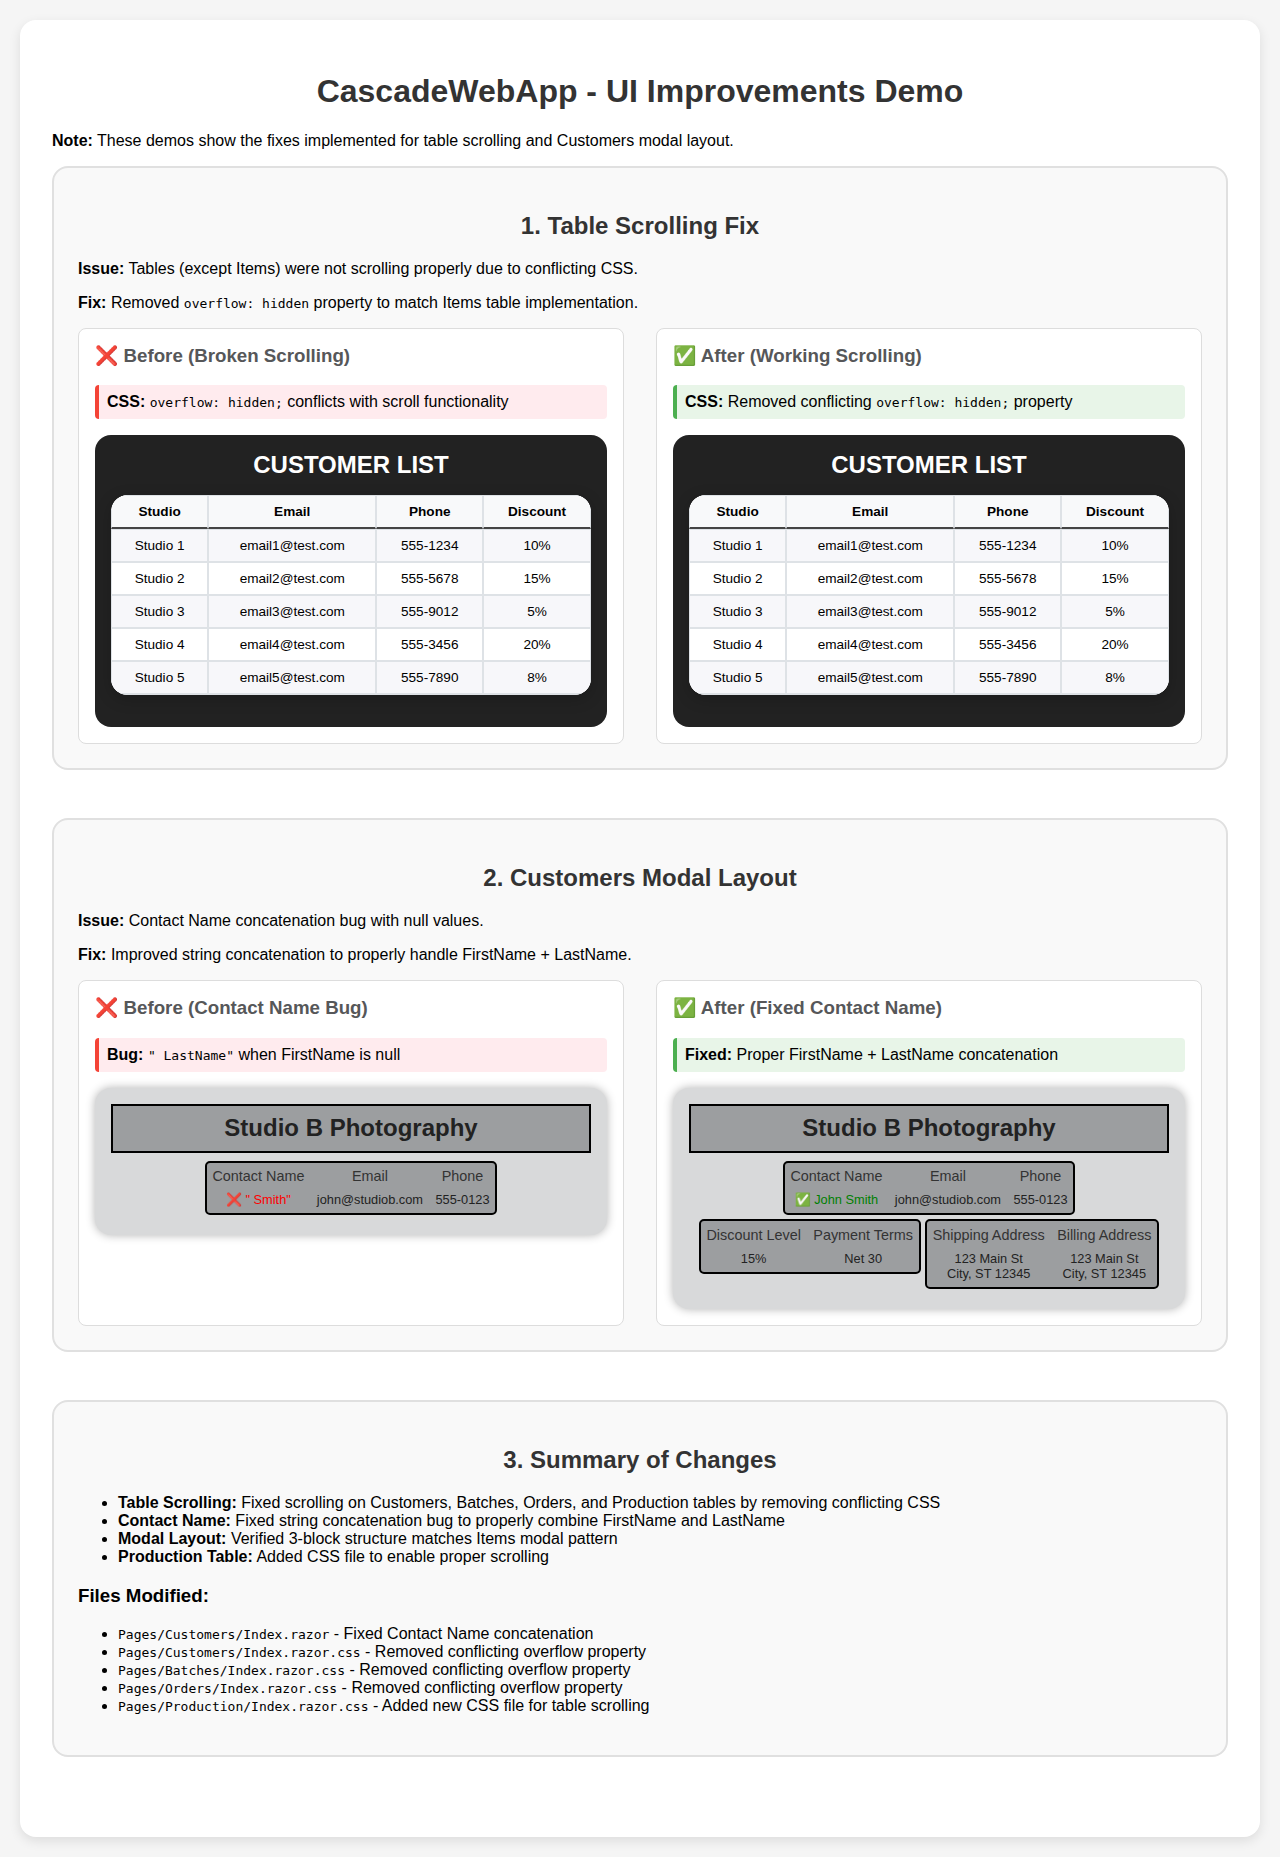 CascadeWebApp - UI Improvements Demo
Note: These demos show the fixes implemented for table scrolling and Customers modal layout.
1. Table Scrolling Fix
Issue: Tables (except Items) were not scrolling properly due to conflicting CSS.
Fix: Removed overflow: hidden property to match Items table implementation.
❌ Before (Broken Scrolling)
CSS: overflow: hidden; conflicts with scroll functionality
CUSTOMER LIST
Studio Email Phone Discount
Studio 1 email1@test.com 555-1234 10%
Studio 2 email2@test.com 555-5678 15%
Studio 3 email3@test.com 555-9012 5%
Studio 4 email4@test.com 555-3456 20%
Studio 5 email5@test.com 555-7890 8%
✅ After (Working Scrolling)
CSS: Removed conflicting overflow: hidden; property
CUSTOMER LIST
Studio Email Phone Discount
Studio 1 email1@test.com 555-1234 10%
Studio 2 email2@test.com 555-5678 15%
Studio 3 email3@test.com 555-9012 5%
Studio 4 email4@test.com 555-3456 20%
Studio 5 email5@test.com 555-7890 8%
2. Customers Modal Layout
Issue: Contact Name concatenation bug with null values.
Fix: Improved string concatenation to properly handle FirstName + LastName.
❌ Before (Contact Name Bug)
Bug: " LastName" when FirstName is null
Studio B Photography
Contact Name Email Phone
❌ " Smith" john@studiob.com 555-0123
✅ After (Fixed Contact Name)
Fixed: Proper FirstName + LastName concatenation
Studio B Photography
Contact Name Email Phone
✅ John Smith john@studiob.com 555-0123
Discount Level Payment Terms
15% Net 30
Shipping Address Billing Address
123 Main St 123 Main St
City, ST 12345 City, ST 12345
3. Summary of Changes
• Table Scrolling: Fixed scrolling on Customers, Batches, Orders, and Production tables by removing conflicting CSS
• Contact Name: Fixed string concatenation bug to properly combine FirstName and LastName
• Modal Layout: Verified 3-block structure matches Items modal pattern
• Production Table: Added CSS file to enable proper scrolling
Files Modified:
• Pages/Customers/Index.razor - Fixed Contact Name concatenation
• Pages/Customers/Index.razor.css - Removed conflicting overflow property
• Pages/Batches/Index.razor.css - Removed conflicting overflow property
• Pages/Orders/Index.razor.css - Removed conflicting overflow property
• Pages/Production/Index.razor.css - Added new CSS file for table scrolling